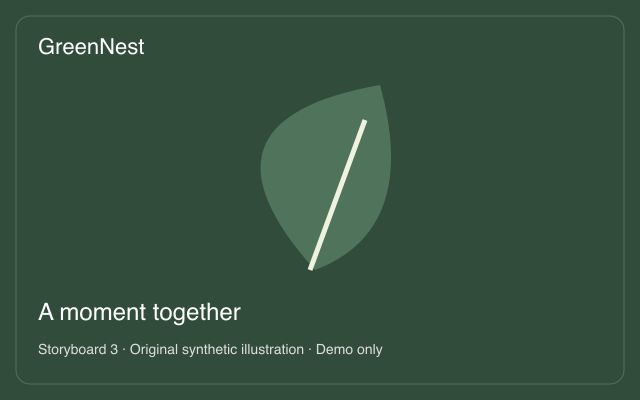 GreenNest
A moment together
Storyboard 3 · Original synthetic illustration · Demo only